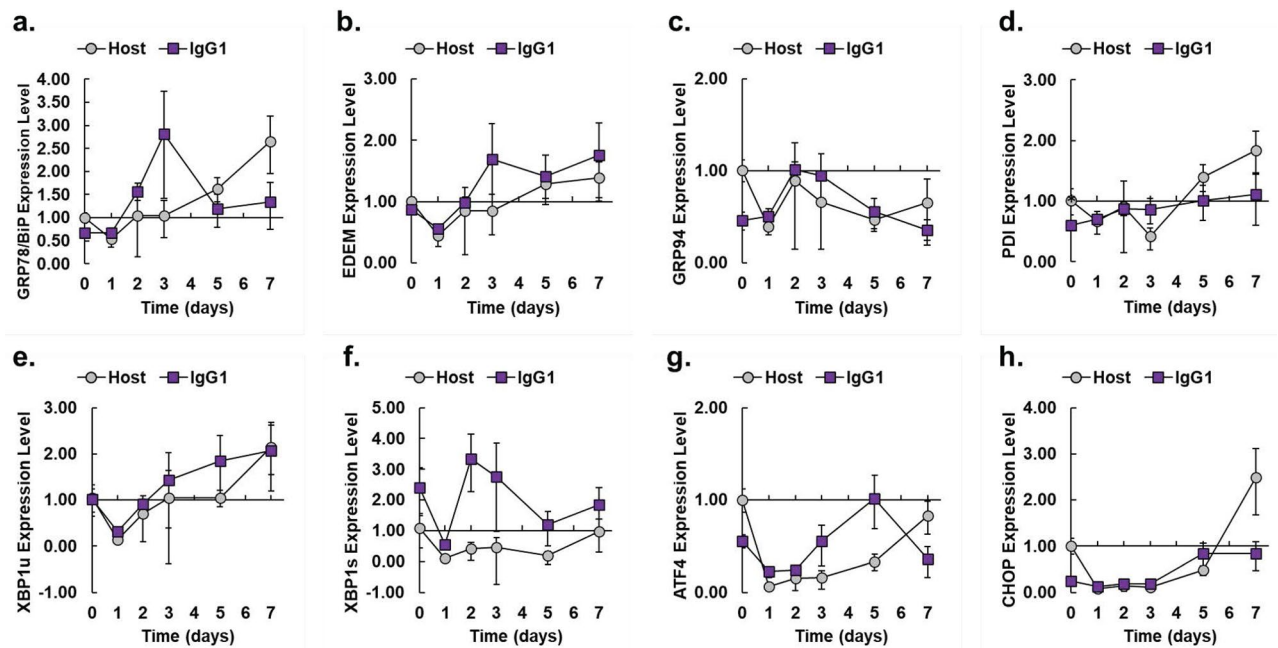 a.
Host IgG1
GRP78/BiP Expression Level
4.00
3.50
3.00
2.50
2.00
1.50
1.00
0.50
0.00
0 1 2 3 4 5 6 7
Time (days)
b.
Host IgG1
EDEM Expression Level
3.00
2.00
1.00
0.00
0 1 2 3 4 5 6 7
Time (days)
c.
Host IgG1
GRP94 Expression Level
2.00
1.00
0.00
0 1 2 3 4 5 6 7
Time (days)
d.
Host IgG1
PDI Expression Level
3.00
2.00
1.00
0.00
0 1 2 3 4 5 6 7
Time (days)
e.
Host IgG1
XBP1u Expression Level
3.00
2.00
1.00
0.00
-1.00
0 1 2 3 4 5 6 7
Time (days)
f.
Host IgG1
XBP1s Expression Level
5.00
4.00
3.00
2.00
1.00
0.00
-1.00
0 1 2 3 4 5 6 7
Time (days)
g.
Host IgG1
ATF4 Expression Level
2.00
1.00
0.00
0 1 2 3 4 5 6 7
Time (days)
h.
Host IgG1
CHOP Expression Level
4.00
3.00
2.00
1.00
0.00
0 1 2 3 4 5 6 7
Time (days)